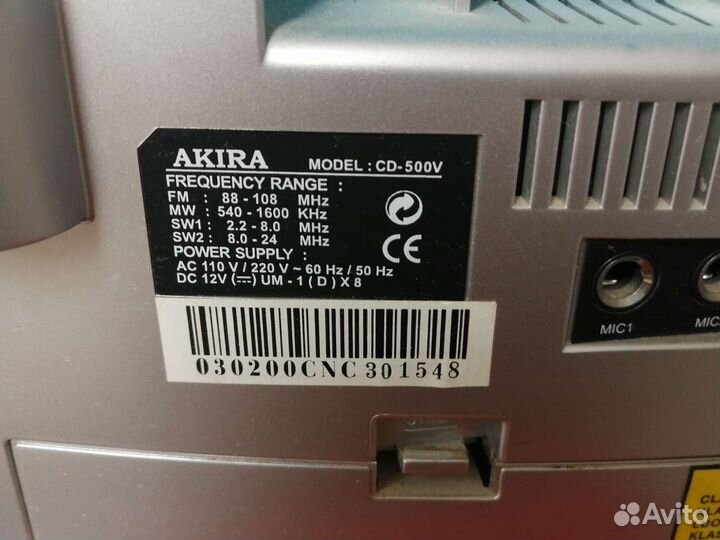 AKIRA MODEL : CD-500V
FREQUENCY RANGE :
FM : 88 - 108 MHz
MW : 540 - 1600 KHz
SW1 : 2.2 - 8.0 MHz
SW2 : 8.0 - 24 MHz
POWER SUPPLY :
AC 110 V / 220 V ~ 60 Hz / 50 Hz
DC 12V (⎓) UM - 1 ( D ) X 8
CE
030200CNC301548
MIC1
MIC
Avito